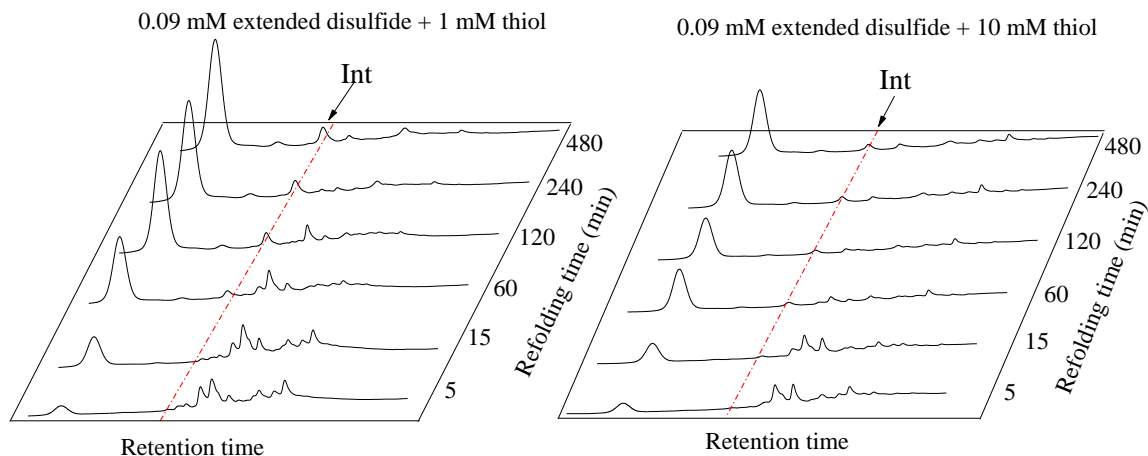 0.09 mM extended disulfide + 1 mM thiol
Int
480
240
120
60
15
5
Refolding time (min)
Retention time
0.09 mM extended disulfide + 10 mM thiol
Int
480
240
120
60
15
5
Refolding time (min)
Retention time